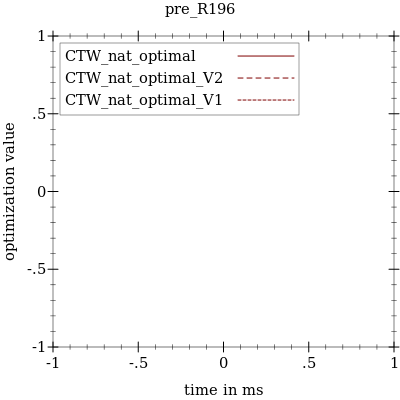 pre_R196
1
CTW_nat_optimal
CTW_nat_optimal_V2
CTW_nat_optimal_V1
.5
optimization value
0
-.5
-1
-1 -.5 0 .5 1
time in ms